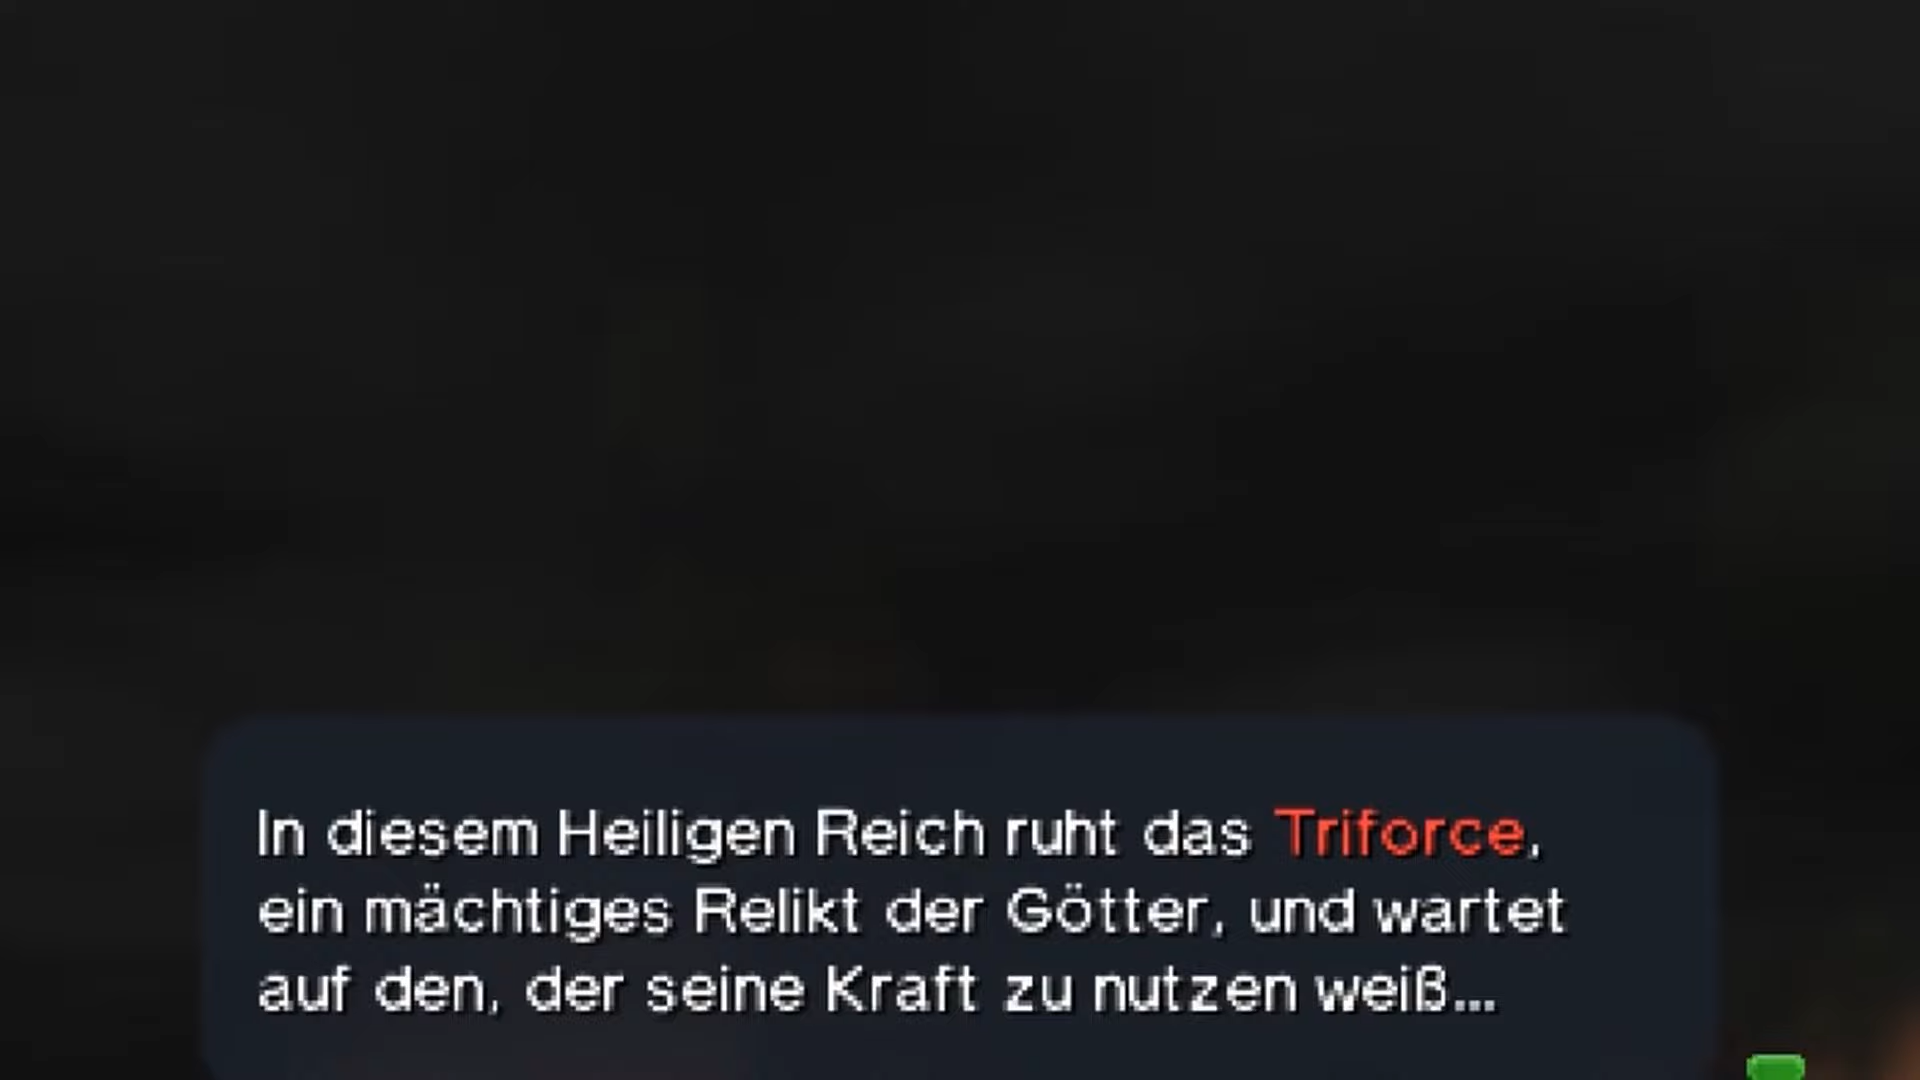 In diesem Heiligen Reich ruht das Triforce,
ein mächtiges Relikt der Götter, und wartet
auf den, der seine Kraft zu nutzen weiß...